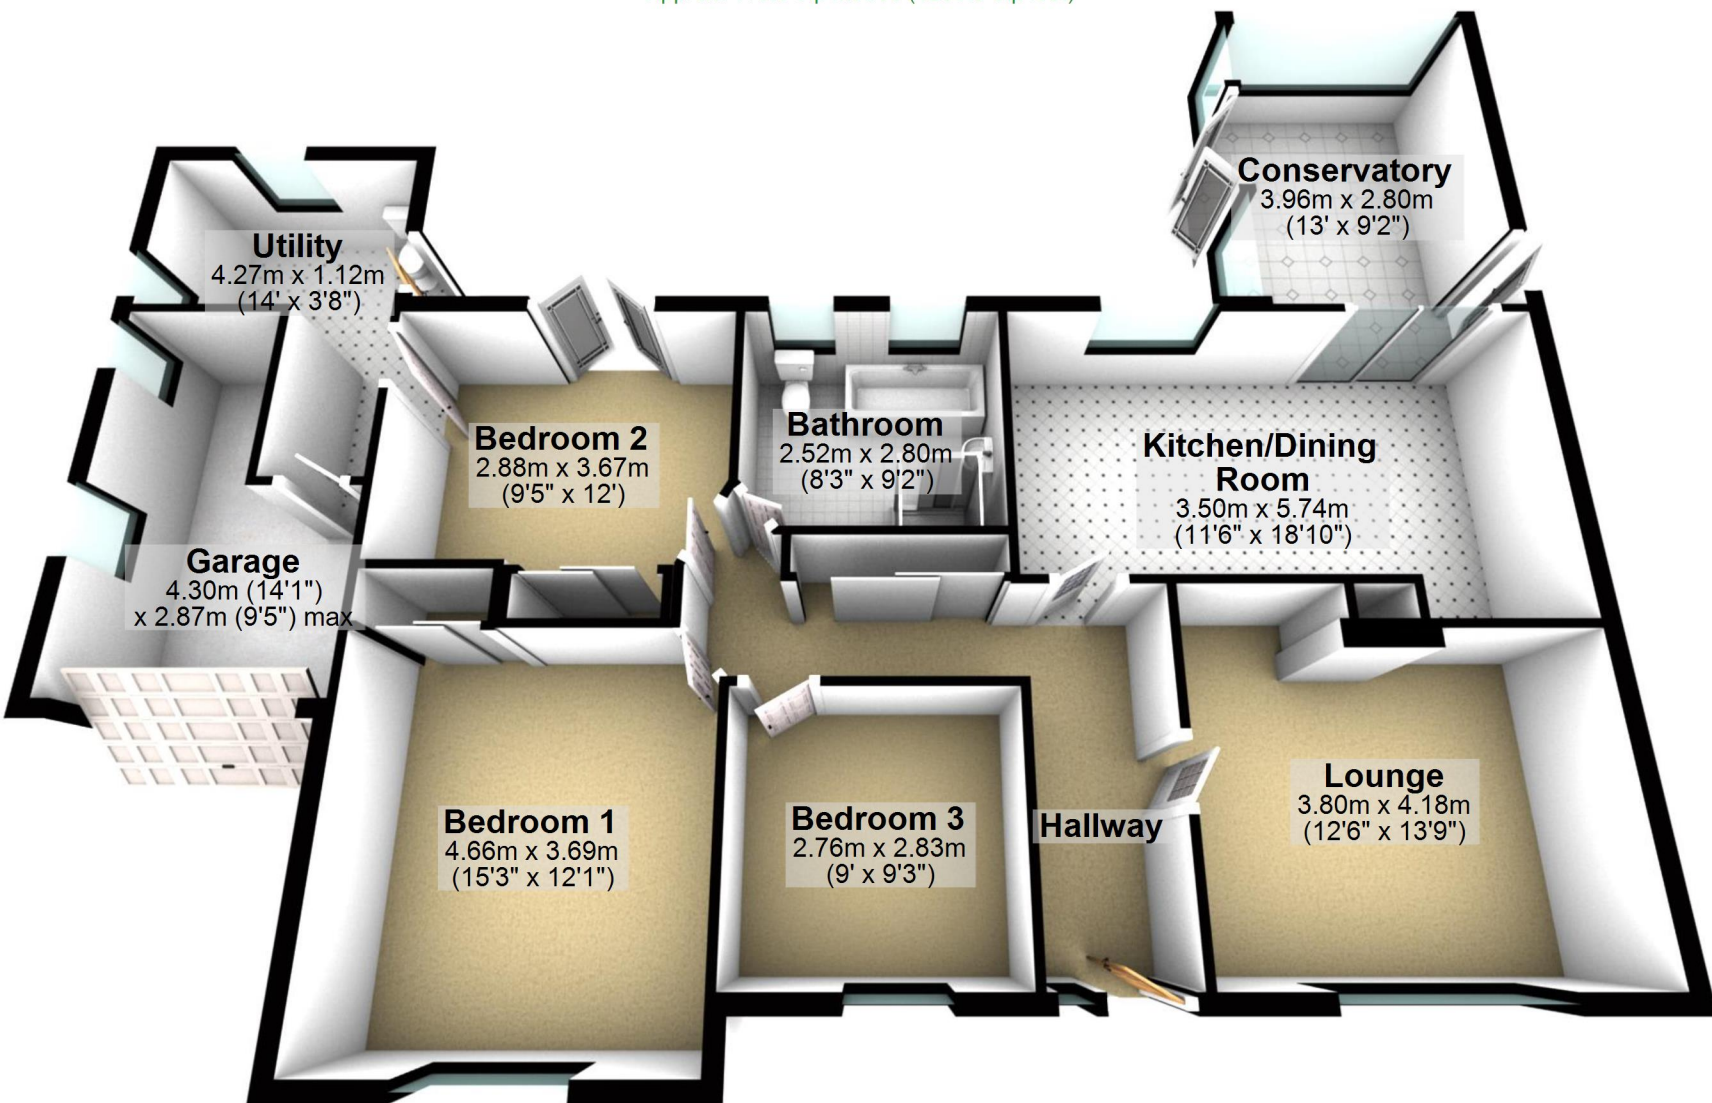 Conservatory
3.96m x 2.80m
(13' x 9'2")
Utility
4.27m x 1.12m
(14' x 3'8")
Bedroom 2
2.88m x 3.67m
(9'5" x 12')
Bathroom
2.52m x 2.80m
(8'3" x 9'2")
Kitchen/Dining
Room
3.50m x 5.74m
(11'6" x 18'10")
Garage
4.30m (14'1")
x 2.87m (9'5") max
Bedroom 1
4.66m x 3.69m
(15'3" x 12'1")
Bedroom 3
2.76m x 2.83m
(9' x 9'3")
Hallway
Lounge
3.80m x 4.18m
(12'6" x 13'9")